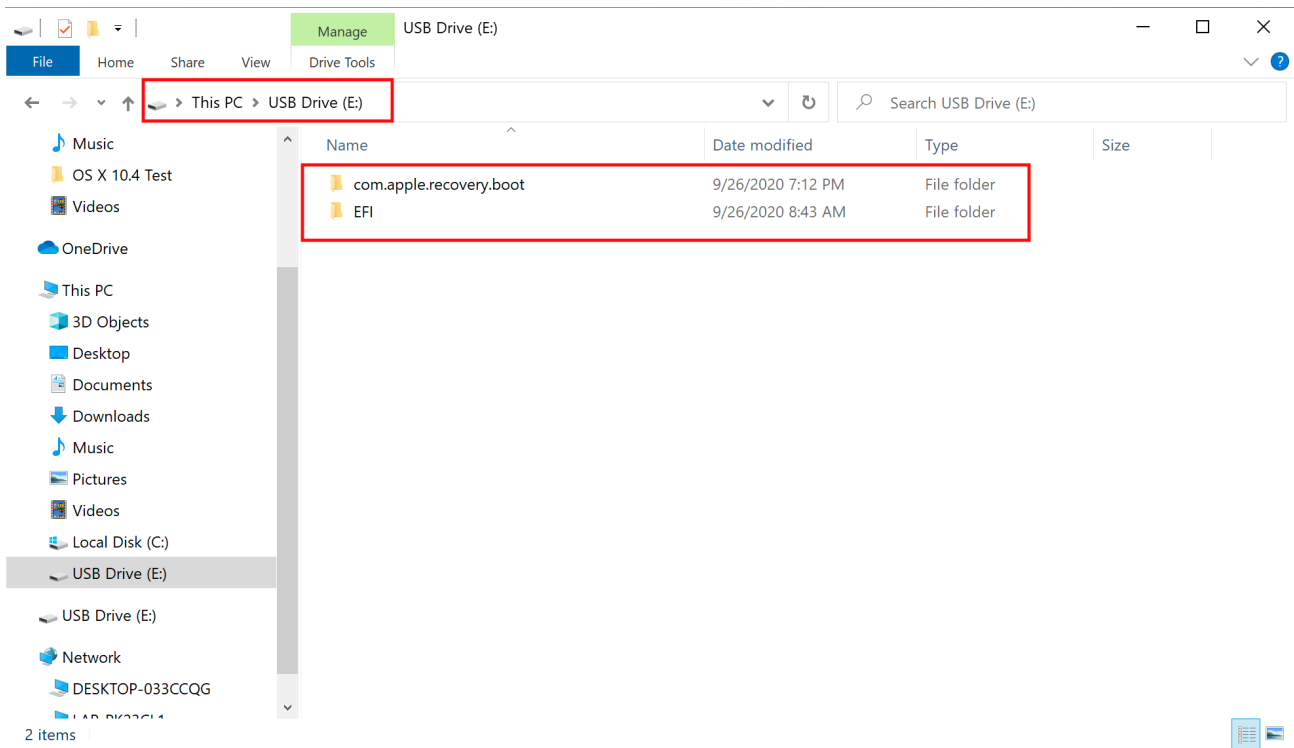 Manage
USB Drive (E:)
File
Home
Share
View
Drive Tools
This PC > USB Drive (E:)
Search USB Drive (E:)
Music
OS X 10.4 Test
Videos
OneDrive
This PC
3D Objects
Desktop
Documents
Downloads
Music
Pictures
Videos
Local Disk (C:)
USB Drive (E:)
USB Drive (E:)
Network
DESKTOP-033CCQG
Name Date modified Type Size
com.apple.recovery.boot 9/26/2020 7:12 PM File folder
EFI 9/26/2020 8:43 AM File folder
2 items